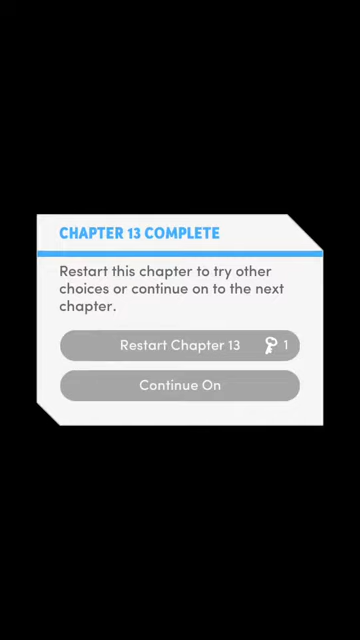 CHAPTER 13 COMPLETE
Restart this chapter to try other
choices or continue on to the next
chapter.
Restart Chapter 13 1
Continue On